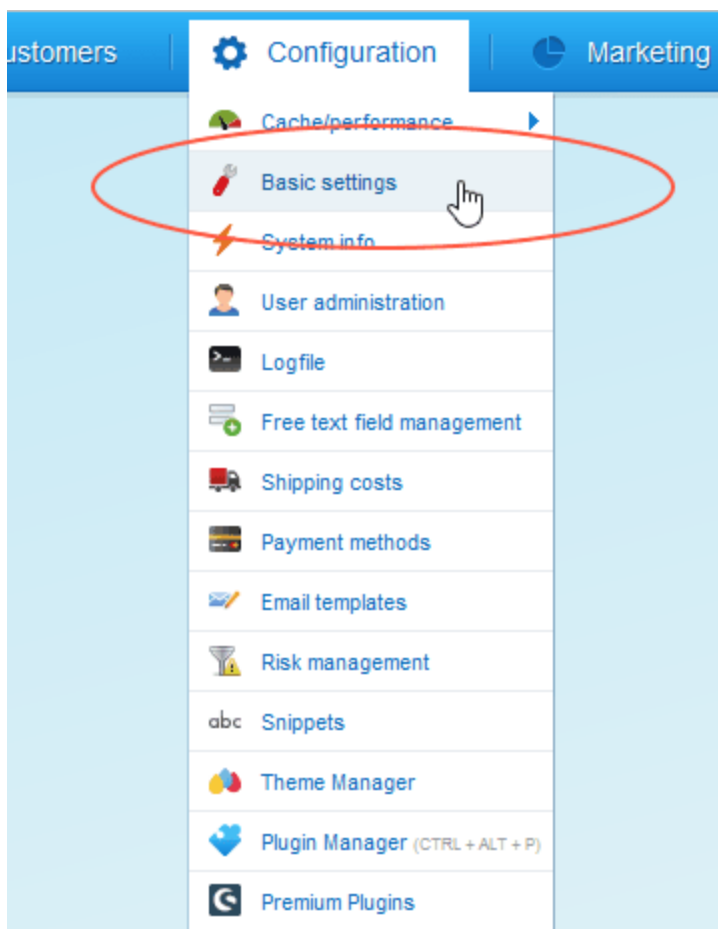 ustomers
Configuration
Marketing
Cache/performance
Basic settings
System info
User administration
Logfile
Free text field management
Shipping costs
Payment methods
Email templates
Risk management
abc Snippets
Theme Manager
Plugin Manager (CTRL + ALT + P)
Premium Plugins